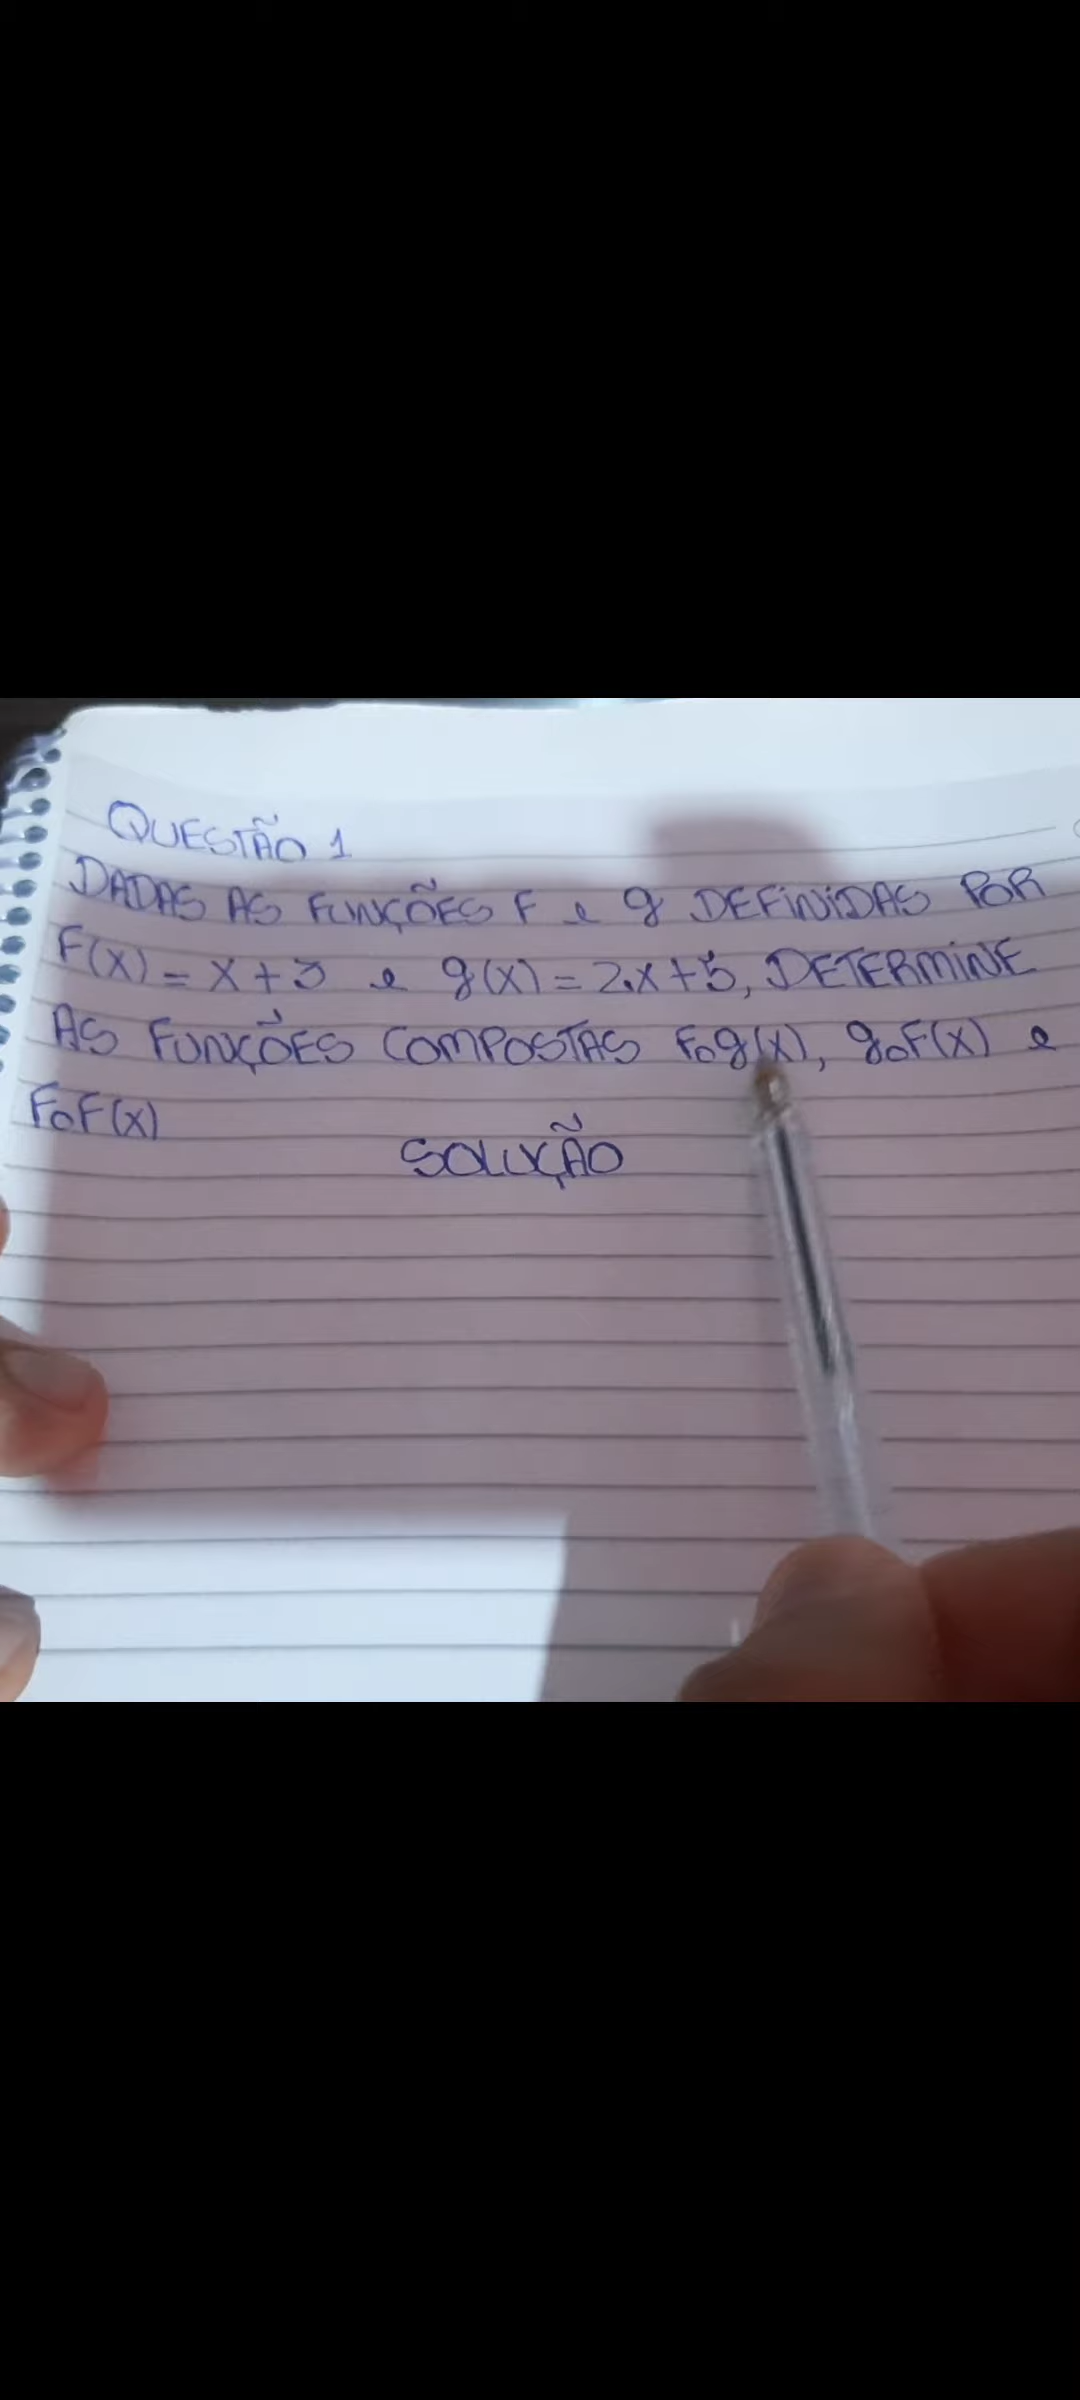 QUESTÃO 1
DADAS AS FUNÇÕES F e g DEFINIDAS POR
F(X) = X + 3 e g(X) = 2.X + 5, DETERMINE
AS FUNÇÕES COMPOSTAS Fog(X), goF(X) e
FoF(X)
SOLUÇÃO